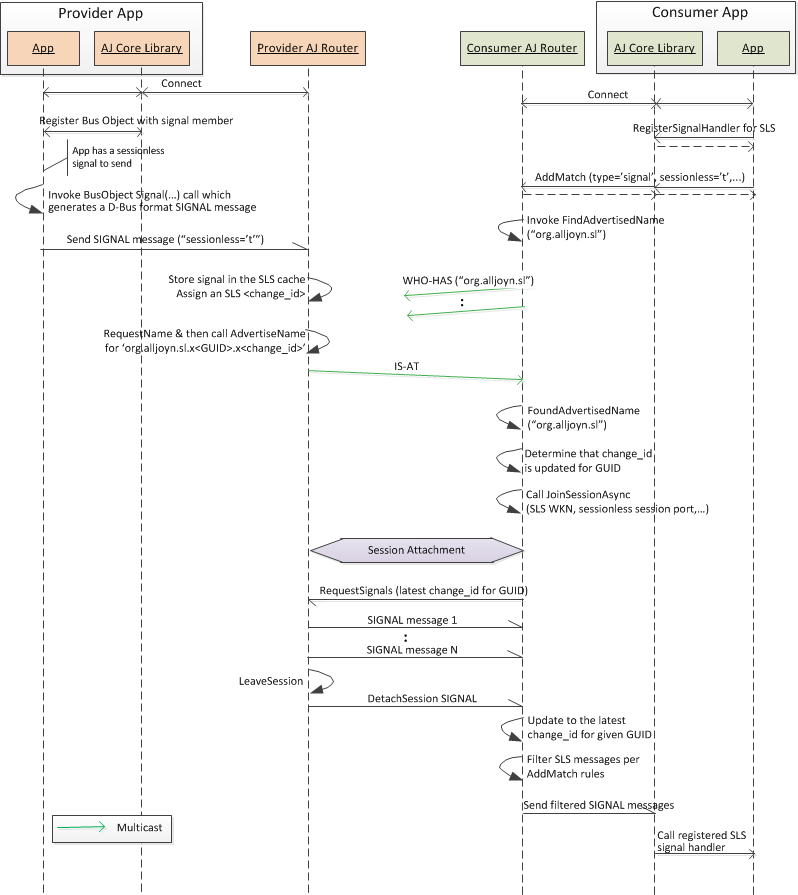 Provider App
Consumer App
App
AJ Core Library
Provider AJ Router
Consumer AJ Router
AJ Core Library
App
Connect
Connect
Register Bus Object with signal member
RegisterSignalHandler for SLS
App has a sessionless
signal to send
AddMatch (type='signal', sessionless='t',...)
Invoke BusObject Signal(...) call which
generates a D-Bus format SIGNAL message
Invoke FindAdvertisedName
("org.alljoyn.sl")
Send SIGNAL message ("sessionless='t'")
Store signal in the SLS cache
Assign an SLS <change_id>
WHO-HAS ("org.alljoyn.sl")
:
RequestName & then call AdvertiseName
for 'org.alljoyn.sl.x<GUID>.x<change_id>'
IS-AT
FoundAdvertisedName
("org.alljoyn.sl")
Determine that change_id
is updated for GUID
Call JoinSessionAsync
(SLS WKN, sessionless session port,...)
Session Attachment
RequestSignals (latest change_id for GUID)
SIGNAL message 1
:
SIGNAL message N
LeaveSession
DetachSession SIGNAL
Update to the latest
change_id for given GUID
Filter SLS messages per
AddMatch rules
Send filtered SIGNAL messages
Multicast
Call registered SLS
signal handler